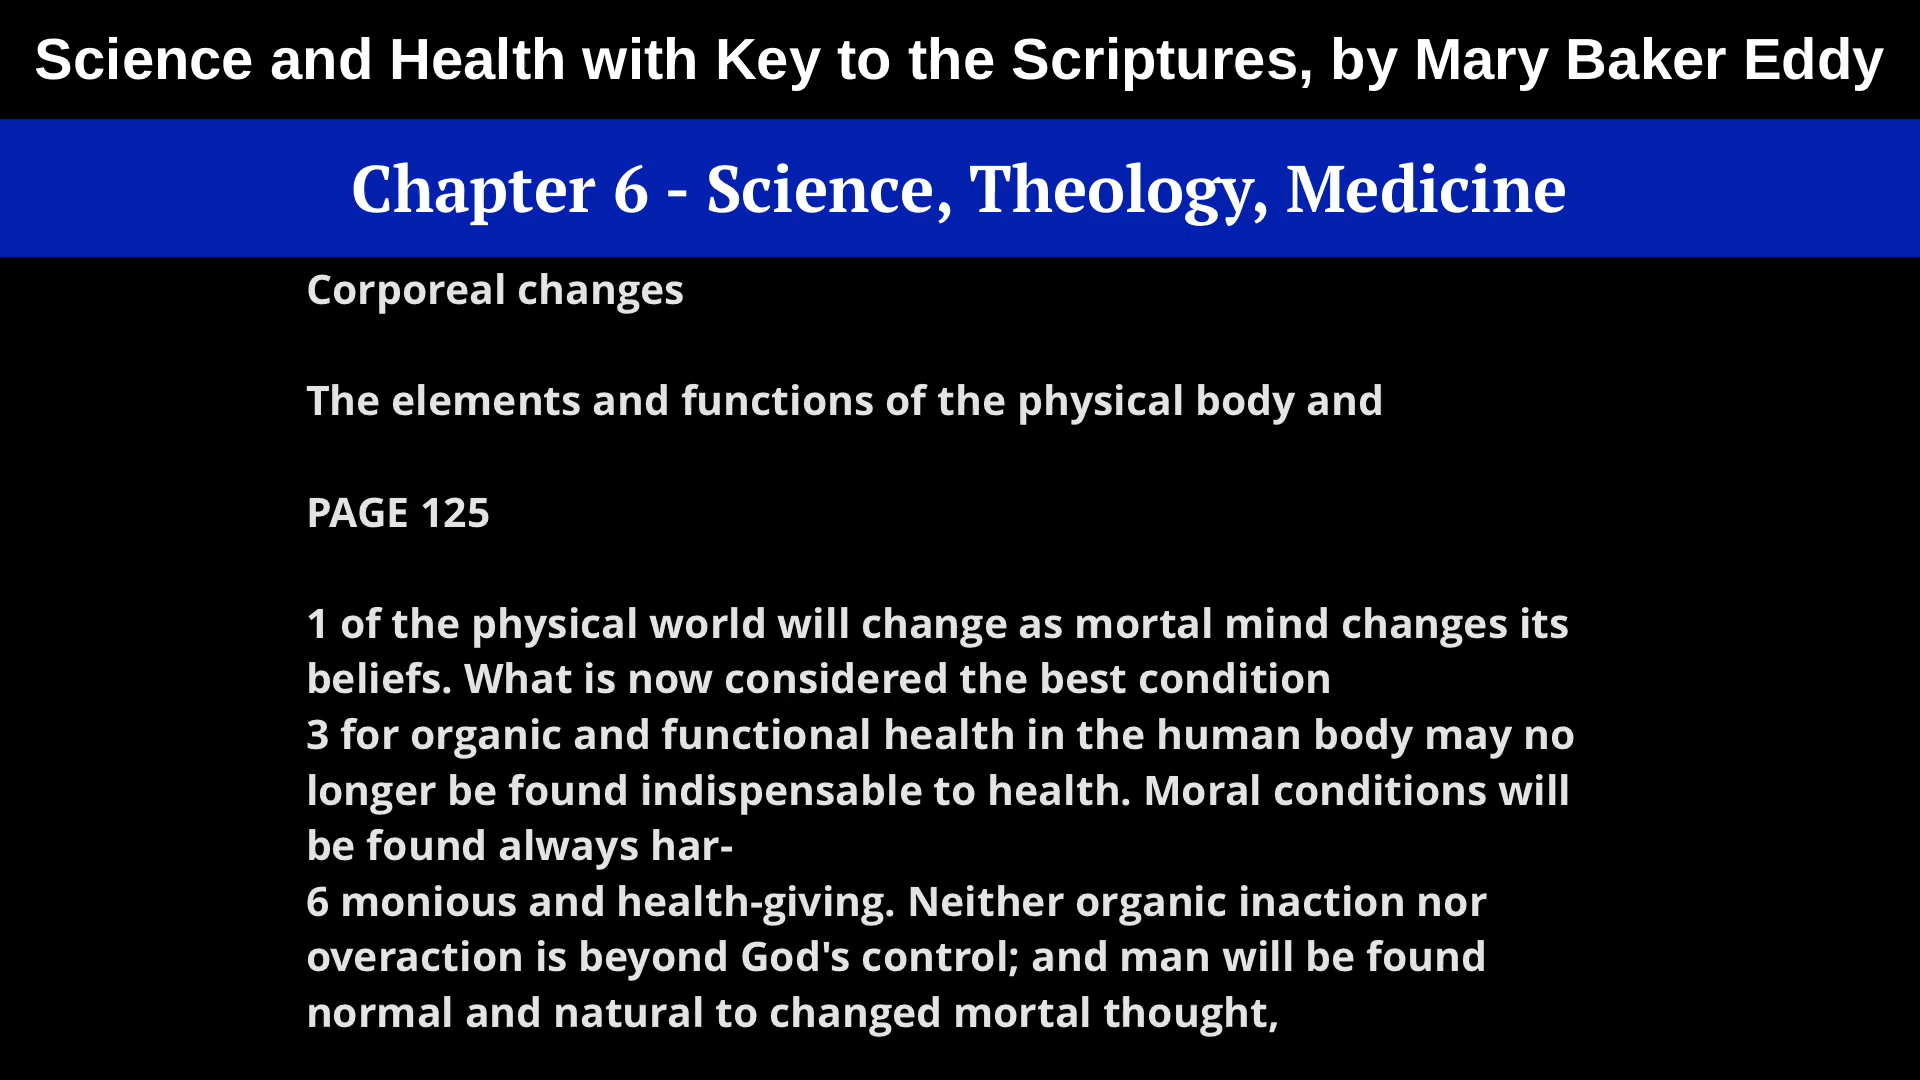 Science and Health with Key to the Scriptures, by Mary Baker Eddy
Chapter 6 - Science, Theology, Medicine
Corporeal changes
The elements and functions of the physical body and
PAGE 125
1 of the physical world will change as mortal mind changes its
beliefs. What is now considered the best condition
3 for organic and functional health in the human body may no
longer be found indispensable to health. Moral conditions will
be found always har-
6 monious and health-giving. Neither organic inaction nor
overaction is beyond God's control; and man will be found
normal and natural to changed mortal thought,